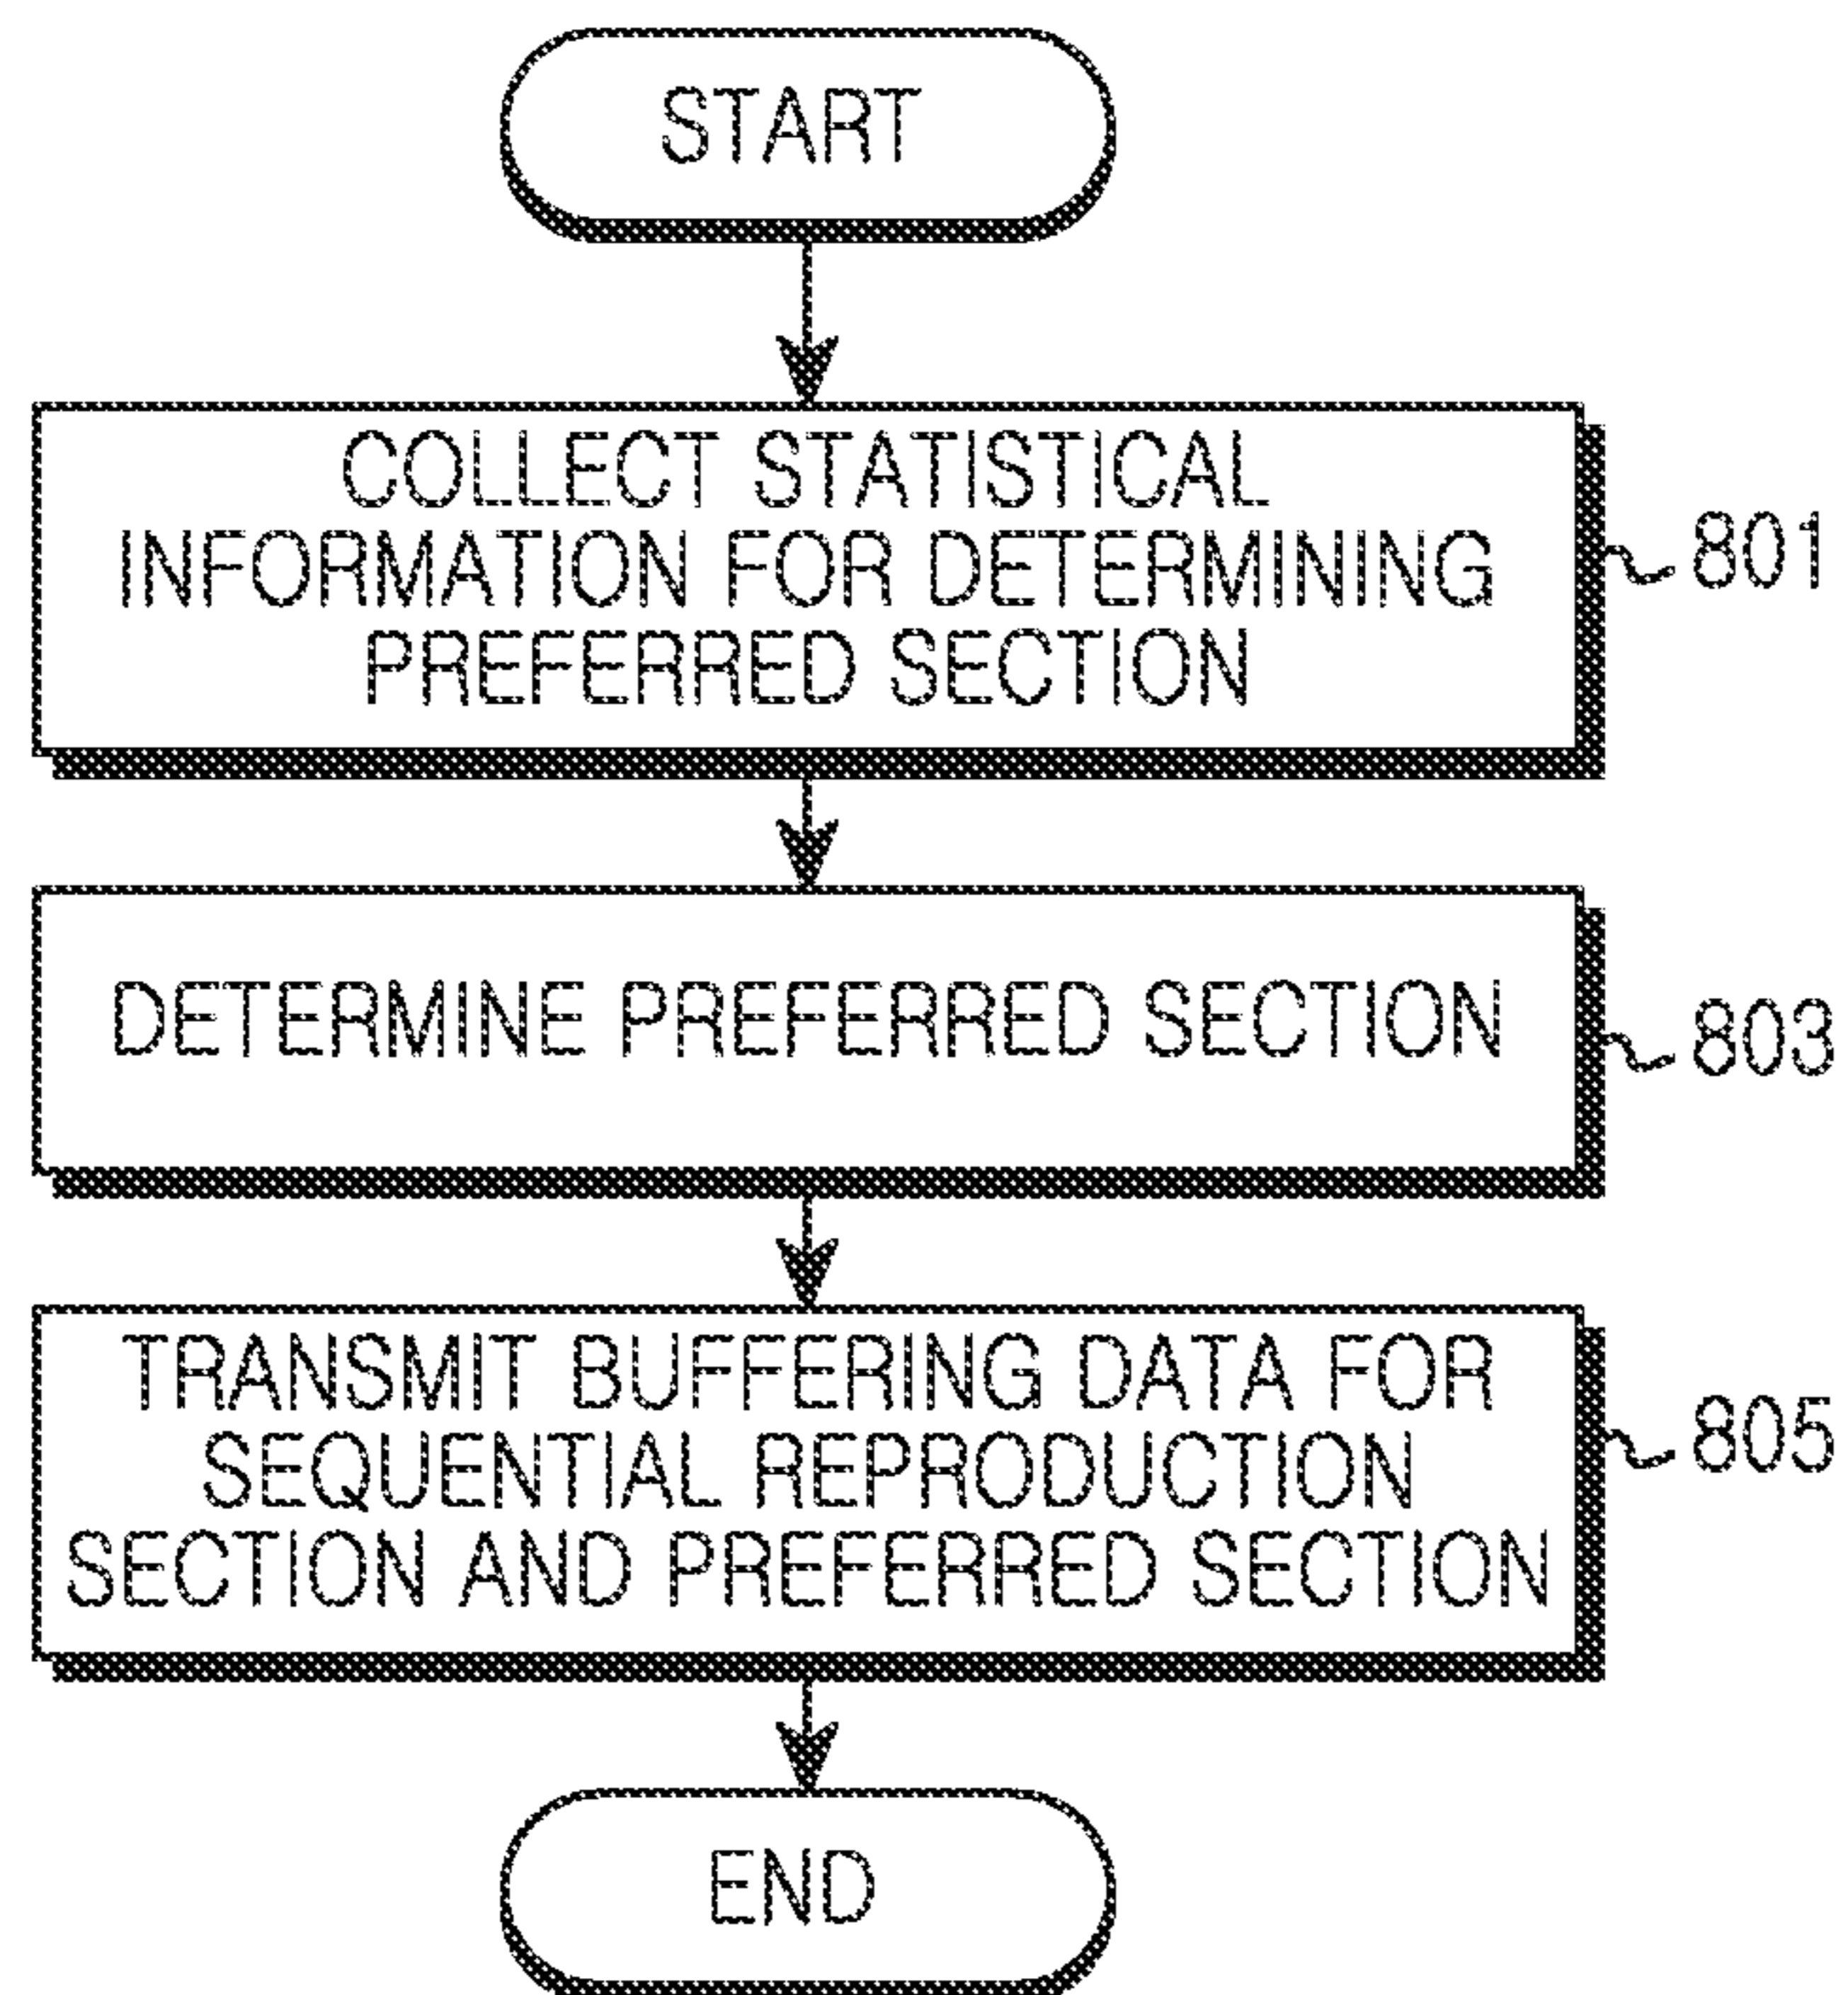 START
COLLECT STATISTICAL
INFORMATION FOR DETERMINING
PREFERRED SECTION
801
DETERMINE PREFERRED SECTION
803
TRANSMIT BUFFERING DATA FOR
SEQUENTIAL REPRODUCTION
SECTION AND PREFERRED SECTION
805
END